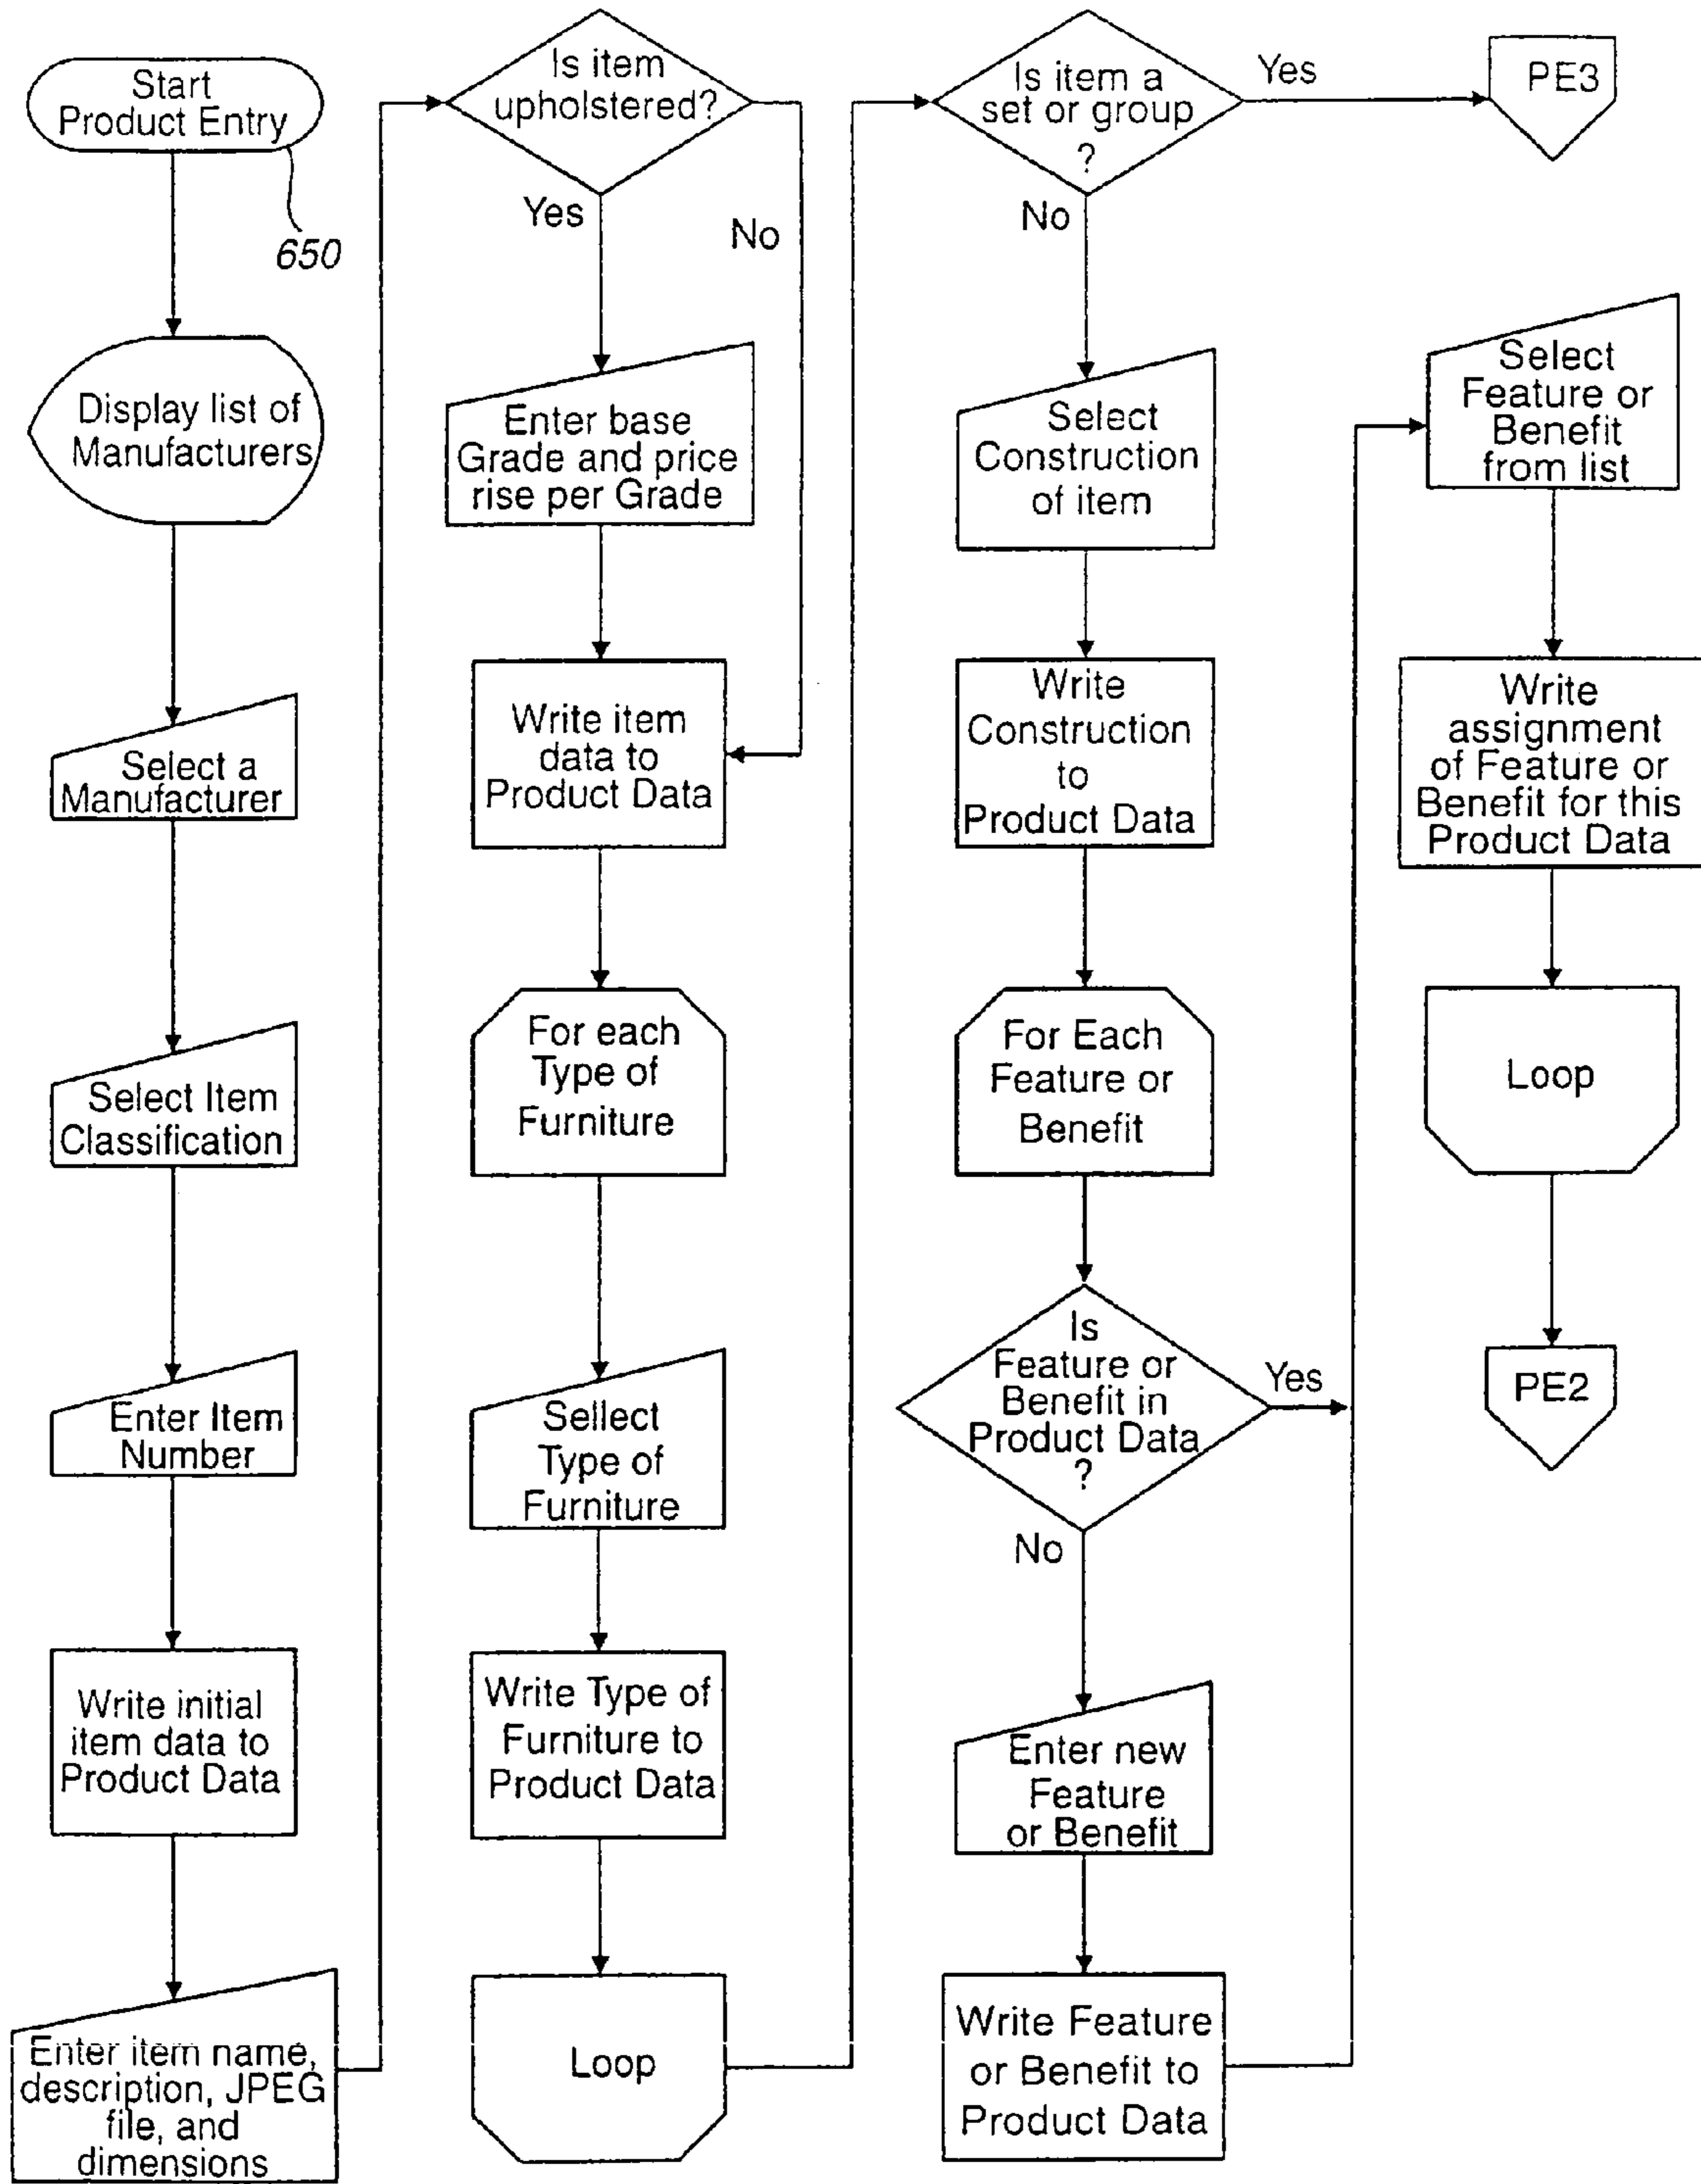 Start
Product Entry
650
Display list of
Manufacturers
Select a
Manufacturer
Select Item
Classification
Enter Item
Number
Write initial
item data to
Product Data
Enter item name,
description, JPEG
file, and
dimensions
Is item
upholstered?
Yes
No
Enter base
Grade and price
rise per Grade
Write item
data to
Product Data
For each
Type of
Furniture
Sellect
Type of
Furniture
Write Type of
Furniture to
Product Data
Loop
Is item a
set or group
?
Yes
No
PE3
Select
Construction
of item
Write
Construction
to
Product Data
For Each
Feature or
Benefit
Is
Feature or
Benefit in
Product Data
?
Yes
No
Enter new
Feature
or Benefit
Write Feature
or Benefit to
Product Data
Select
Feature or
Benefit
from list
Write
assignment
of Feature or
Benefit for this
Product Data
Loop
PE2